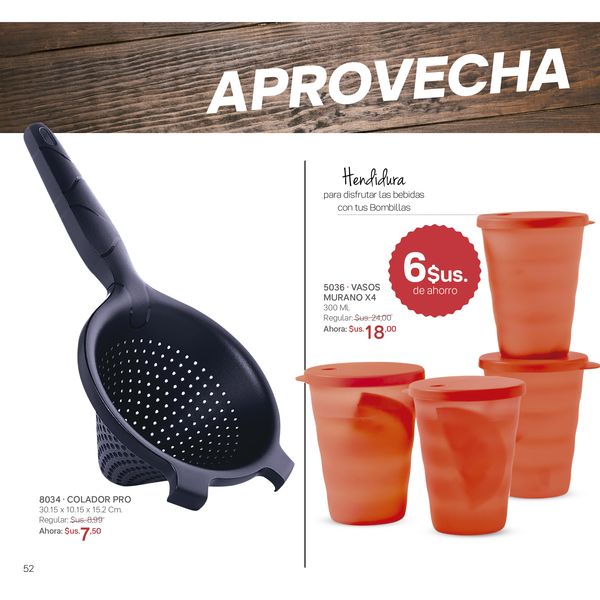 APROVECHA
Hendidura
para disfrutar las bebidas
con tus Bombillas
6$us.
de ahorro
5036 · VASOS
MURANO X4
300 ML
Regular: $us. 24,00
Ahora: $us.18,00
8034 · COLADOR PRO
30.15 x 10.15 x 15.2 Cm.
Regular: $us. 8,99
Ahora: $us.7,50
52